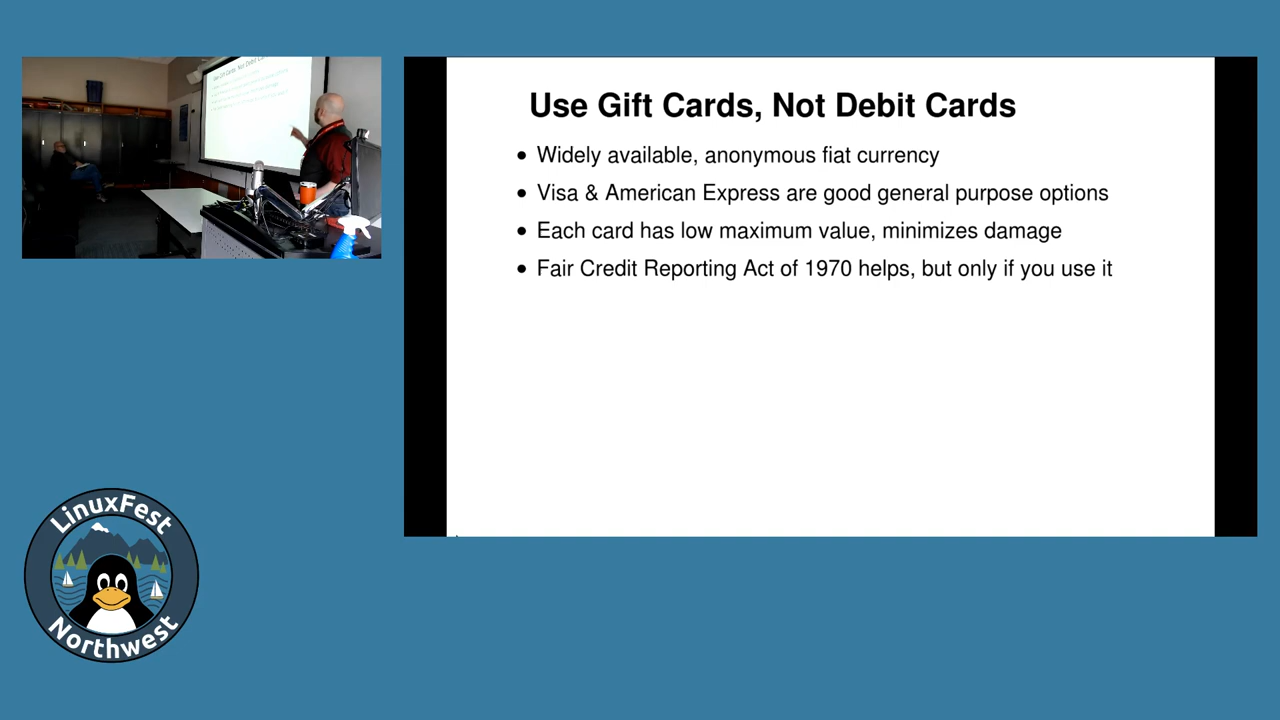 Use Gift Cards, Not Debit Cards
Widely available, anonymous fiat currency
Visa & American Express are good general purpose options
Each card has low maximum value, minimizes damage
Fair Credit Reporting Act of 1970 helps, but only if you use it
LinuxFest
Northwest